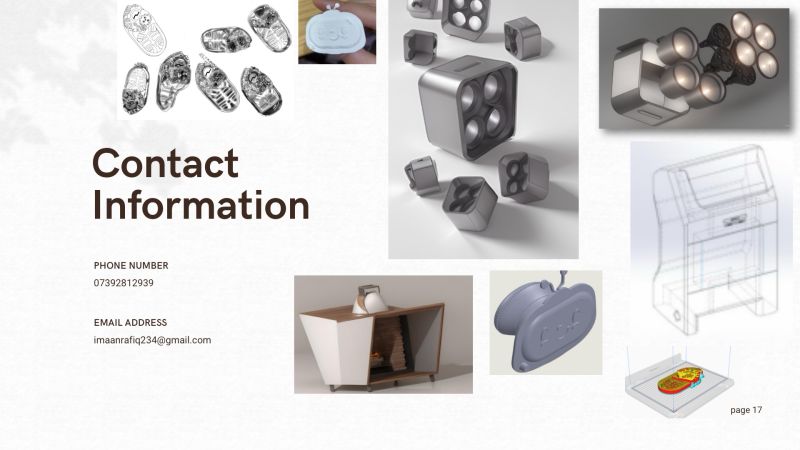 Contact
Information
PHONE NUMBER
07392812939
EMAIL ADDRESS
imaanrafiq234@gmail.com
page 17